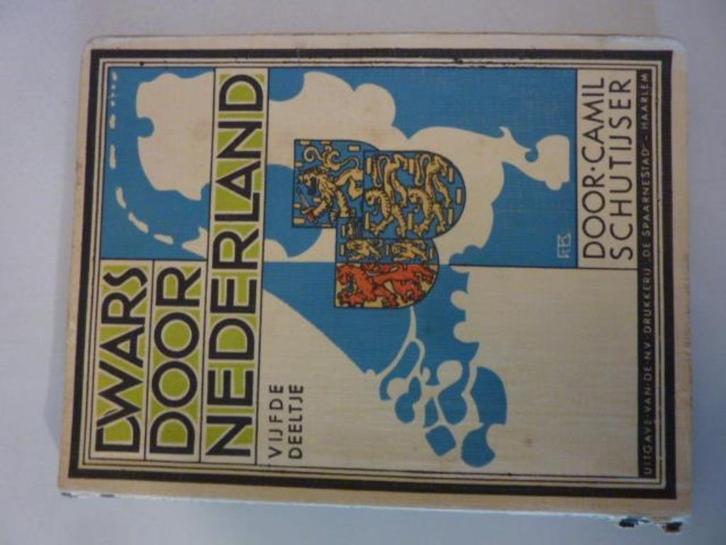 DWARS
DOOR
NEDERLAND
VIJFDE
DEELTJE
DOOR·CAMIL
SCHUTIJSER
UITGAVE·VAN·DE·N.V·DRUKKERIJ „DE SPAARNESTAD" - HAARLEM